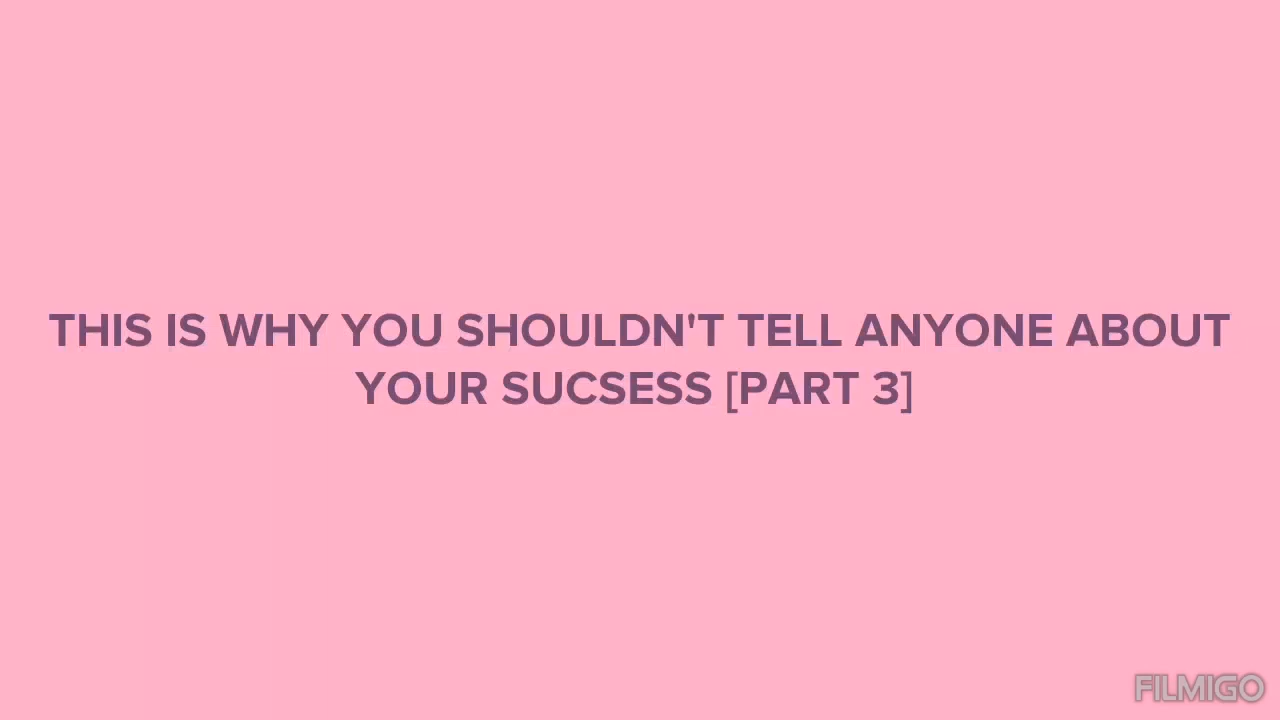 THIS IS WHY YOU SHOULDN'T TELL ANYONE ABOUT
YOUR SUCSESS [PART 3]
FILMIGO